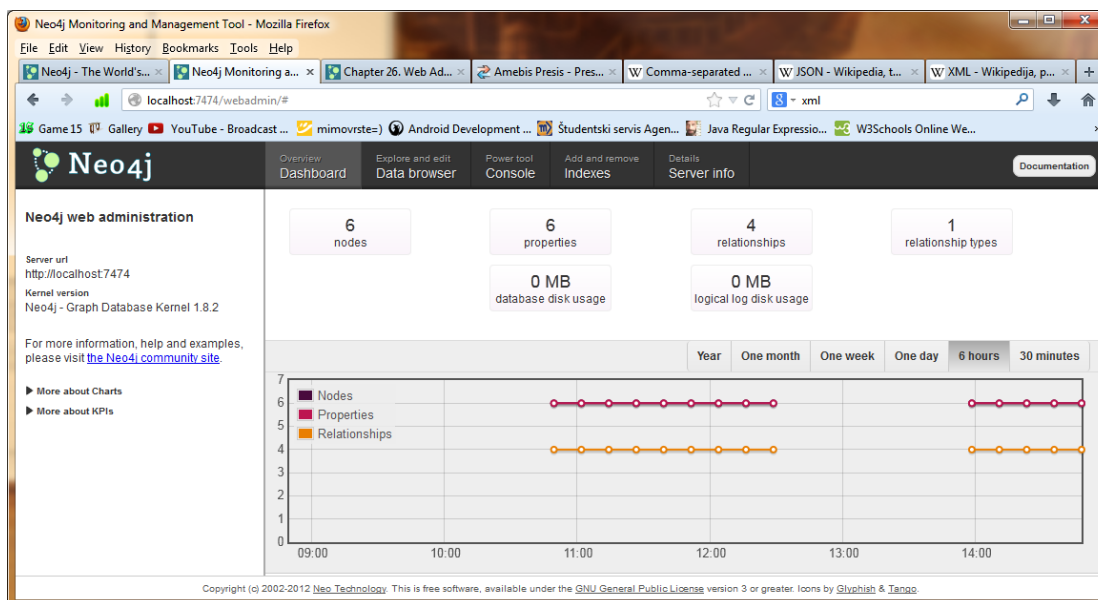 Neo4j Monitoring and Management Tool - Mozilla Firefox
File Edit View History Bookmarks Tools Help
Neo4j - The World's... × Neo4j Monitoring a... × Chapter 26. Web Ad... × Amebis Presis - Pres... × Comma-separated ... × JSON - Wikipedia, t... × XML - Wikipedija, p... × +
localhost:7474/webadmin/# xml
Game 15 Gallery YouTube - Broadc... mimovrste=) Android Development ... Študentski servis Agen... Java Regular Expressio... W3Schools Online We...
Neo4j
Overview
Dashboard
Explore and edit
Data browser
Power tool
Console
Add and remove
Indexes
Details
Server info
Documentation
Neo4j web administration
Server url
http://localhost:7474
Kernel version
Neo4j - Graph Database Kernel 1.8.2
For more information, help and examples,
please visit the Neo4j community site.
More about Charts
More about KPIs
6
nodes
6
properties
4
relationships
1
relationship types
0 MB
database disk usage
0 MB
logical log disk usage
Year One month One week One day 6 hours 30 minutes
Nodes
Properties
Relationships
7
6
5
4
3
2
1
0
09:00 10:00 11:00 12:00 13:00 14:00
Copyright (c) 2002-2012 Neo Technology. This is free software, available under the GNU General Public License version 3 or greater. Icons by Glyphish & Tango.